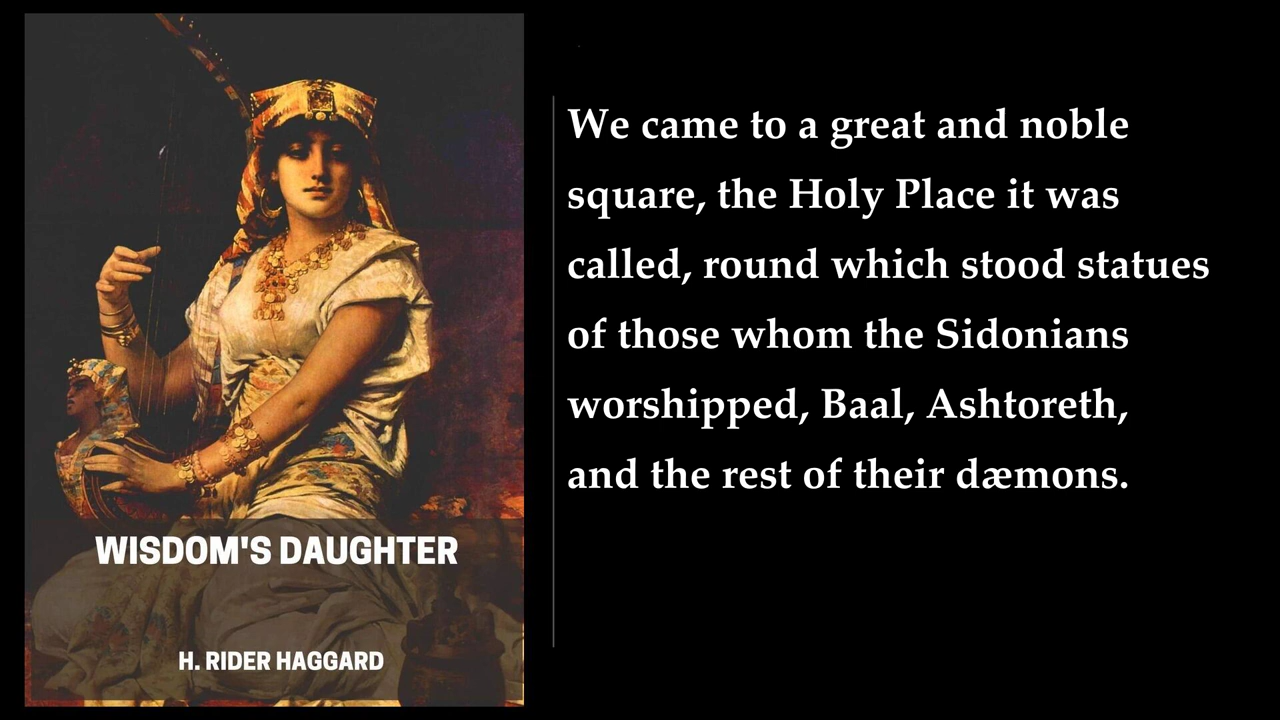 WISDOM'S DAUGHTER
H. RIDER HAGGARD
We came to a great and noble
square, the Holy Place it was
called, round which stood statues
of those whom the Sidonians
worshipped, Baal, Ashtoreth,
and the rest of their dæmons.